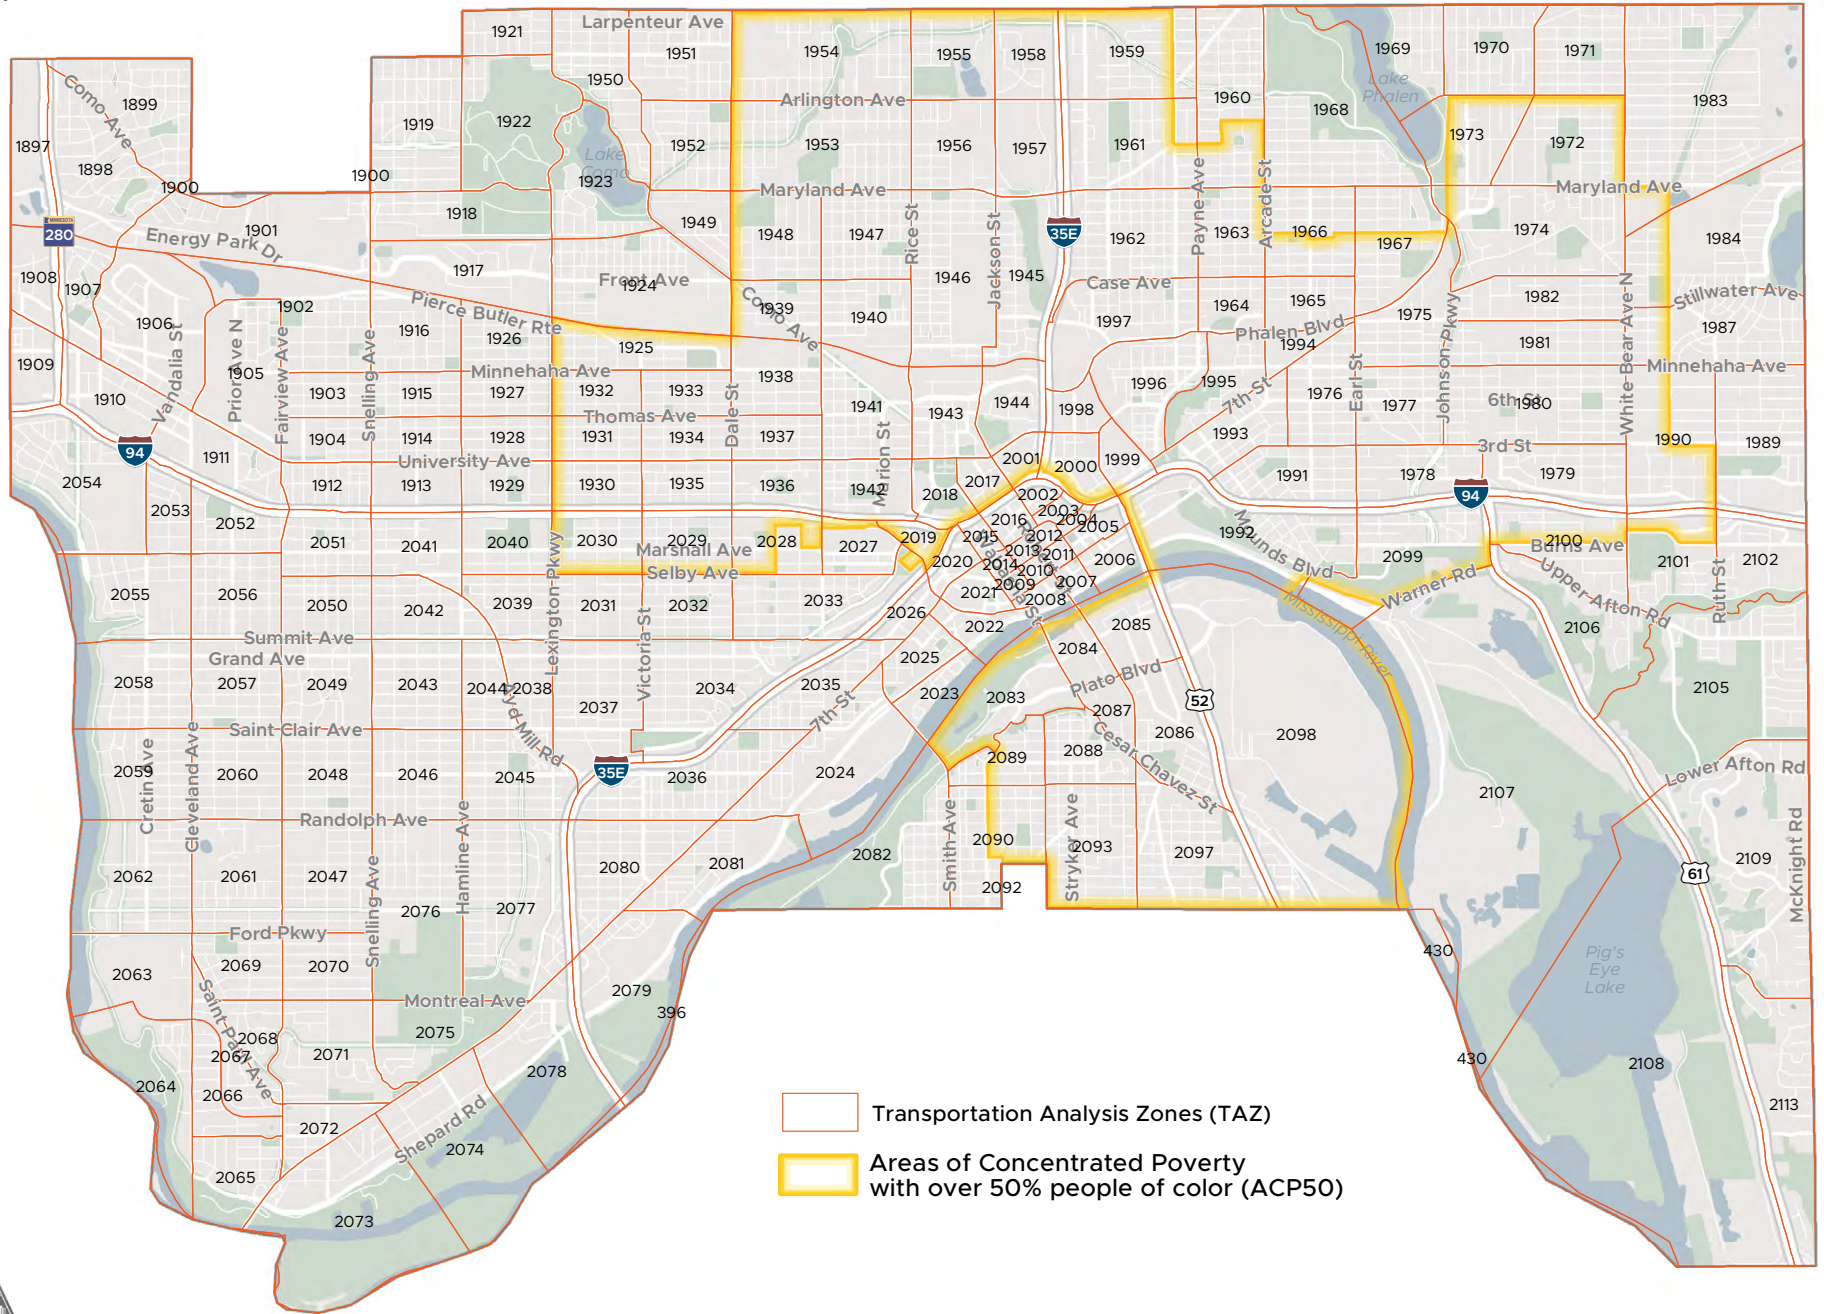 1921
Larpenteur Ave
1951
1954
1955
1958
1959
1969
1970
1971
Como Ave
1899
1950
Lake
Phalen
Arlington Ave
1960
1968
1983
1919
1922
1897
1952
1953
1956
1957
1961
1973
1972
1898
Lake
Como
1923
1900
1900
Maryland Ave
Maryland Ave
Payne Ave
Arcade St
1918
1949
1901
MINNESOTA
280
Energy Park Dr
1948
1947
Rice St
Jackson St
35E
1962
1963
1966
1967
1974
1984
1908
1907
1917
Front Ave
1924
1946
1945
Case Ave
1902
Pierce Butler Rte
Como Ave
1939
1940
1997
1964
1965
1975
1982
Stillwater Ave
1906
Vandalia St
Prior Ave N
Fairview Ave
Snelling Ave
1916
1926
1925
Phalen Blvd
1994
Johnson Pkwy
1981
White Bear Ave N
1987
1909
1905
Minnehaha Ave
1938
Minnehaha Ave
1910
1903
1915
1927
1932
1933
Dale St
1996
1995
7th St
1976
Earl St
1977
6th St
1980
Thomas Ave
1941
1943
1944
1998
1904
1914
1928
1931
1934
1937
Marion St
1993
3rd St
1990
1989
94
1911
University Ave
2001
2000
1999
2054
1912
1913
1929
1930
1935
1936
1942
2018
2017
2002
1991
1978
94
1979
2053
2052
2016
2003
2004
2005
2051
2041
2040
2030
2029
2028
2027
2019
2015
2012
1992
Mounds Blvd
Marshall Ave
2013
2011
2006
2099
2100
Burns Ave
2101
2102
Selby Ave
2020
2014
2010
Wabasha St
2055
2056
2050
2042
2039
Lexington Pkwy
2031
2032
Victoria St
2033
2026
2021
2009
2007
2008
Warner Rd
Upper Afton Rd
Ruth St
Mississippi River
2022
2085
2106
Summit Ave
Grand Ave
2025
2084
2058
2057
2049
2043
2044
2038
2034
2035
2023
2083
Plato Blvd
52
2105
2037
7th St
2087
2086
2098
Saint Clair Ave
Ayd Mill Rd
Cesar Chavez St
2059
Cretin Ave
Cleveland Ave
2060
2048
2046
2045
35E
2036
2024
2089
2088
Lower Afton Rd
2107
Randolph Ave
Hamline Ave
Smith Ave
Stryker Ave
McKnight Rd
2090
2093
2097
2082
2062
2061
2047
2080
2081
2092
61
2109
Snelling Ave
2076
2077
Ford Pkwy
430
Pig's
Eye
Lake
2063
2069
2070
Saint Paul Ave
Montreal Ave
2079
396
2068
2067
2071
2075
2064
2066
2078
430
2108
2072
Shepard Rd
2074
2113
2065
2073
Transportation Analysis Zones (TAZ)
Areas of Concentrated Poverty
with over 50% people of color (ACP50)